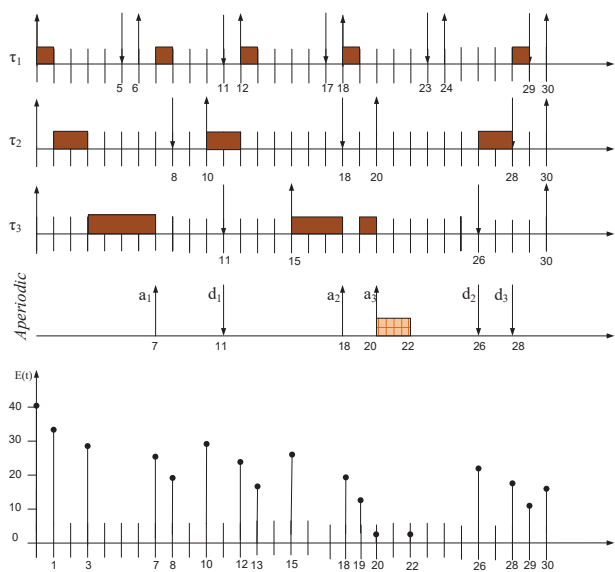 τ1
5 6 11 12 17 18 23 24 29 30
τ2
8 10 18 20 28 30
τ3
11 15 26 30
Aperiodic
a1 d1 a2 a3 d2 d3
7 11 18 20 22 26 28
E(t)
40
30
20
10
0
1 3 7 8 10 12 13 15 18 19 20 22 26 28 29 30